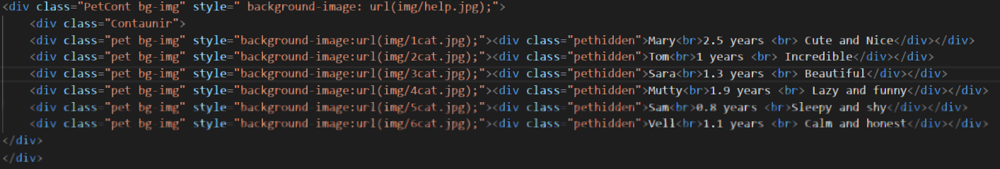 <div class="PetCont bg-img" style=" background-image: url(img/help.jpg);">
<div class="Contaunir">
<div class="pet bg-img" style="background-image:url(img/1cat.jpg);"><div class="pethidden">Mary<br>2.5 years <br> Cute and Nice</div></div>
<div class="pet bg-img" style="background-image:url(img/2cat.jpg);"><div class="pethidden">Tom<br>1 years <br> Incredible</div></div>
<div class="pet bg-img" style="background-image:url(img/3cat.jpg);"><div class="pethidden">Sara<br>1.3 years <br> Beautiful</div></div>
<div class="pet bg-img" style="background-image:url(img/4cat.jpg);"><div class="pethidden">Mutty<br>1.9 years <br> Lazy and funny</div></div>
<div class="pet bg-img" style="background-image:url(img/5cat.jpg);"><div class="pethidden">Sam<br>0.8 years <br>Sleepy and shy</div></div>
<div class="pet bg-img" style="background-image:url(img/6cat.jpg);"><div class="pethidden">Vell<br>1.1 years <br> Calm and honest</div></div>
</div>
</div>